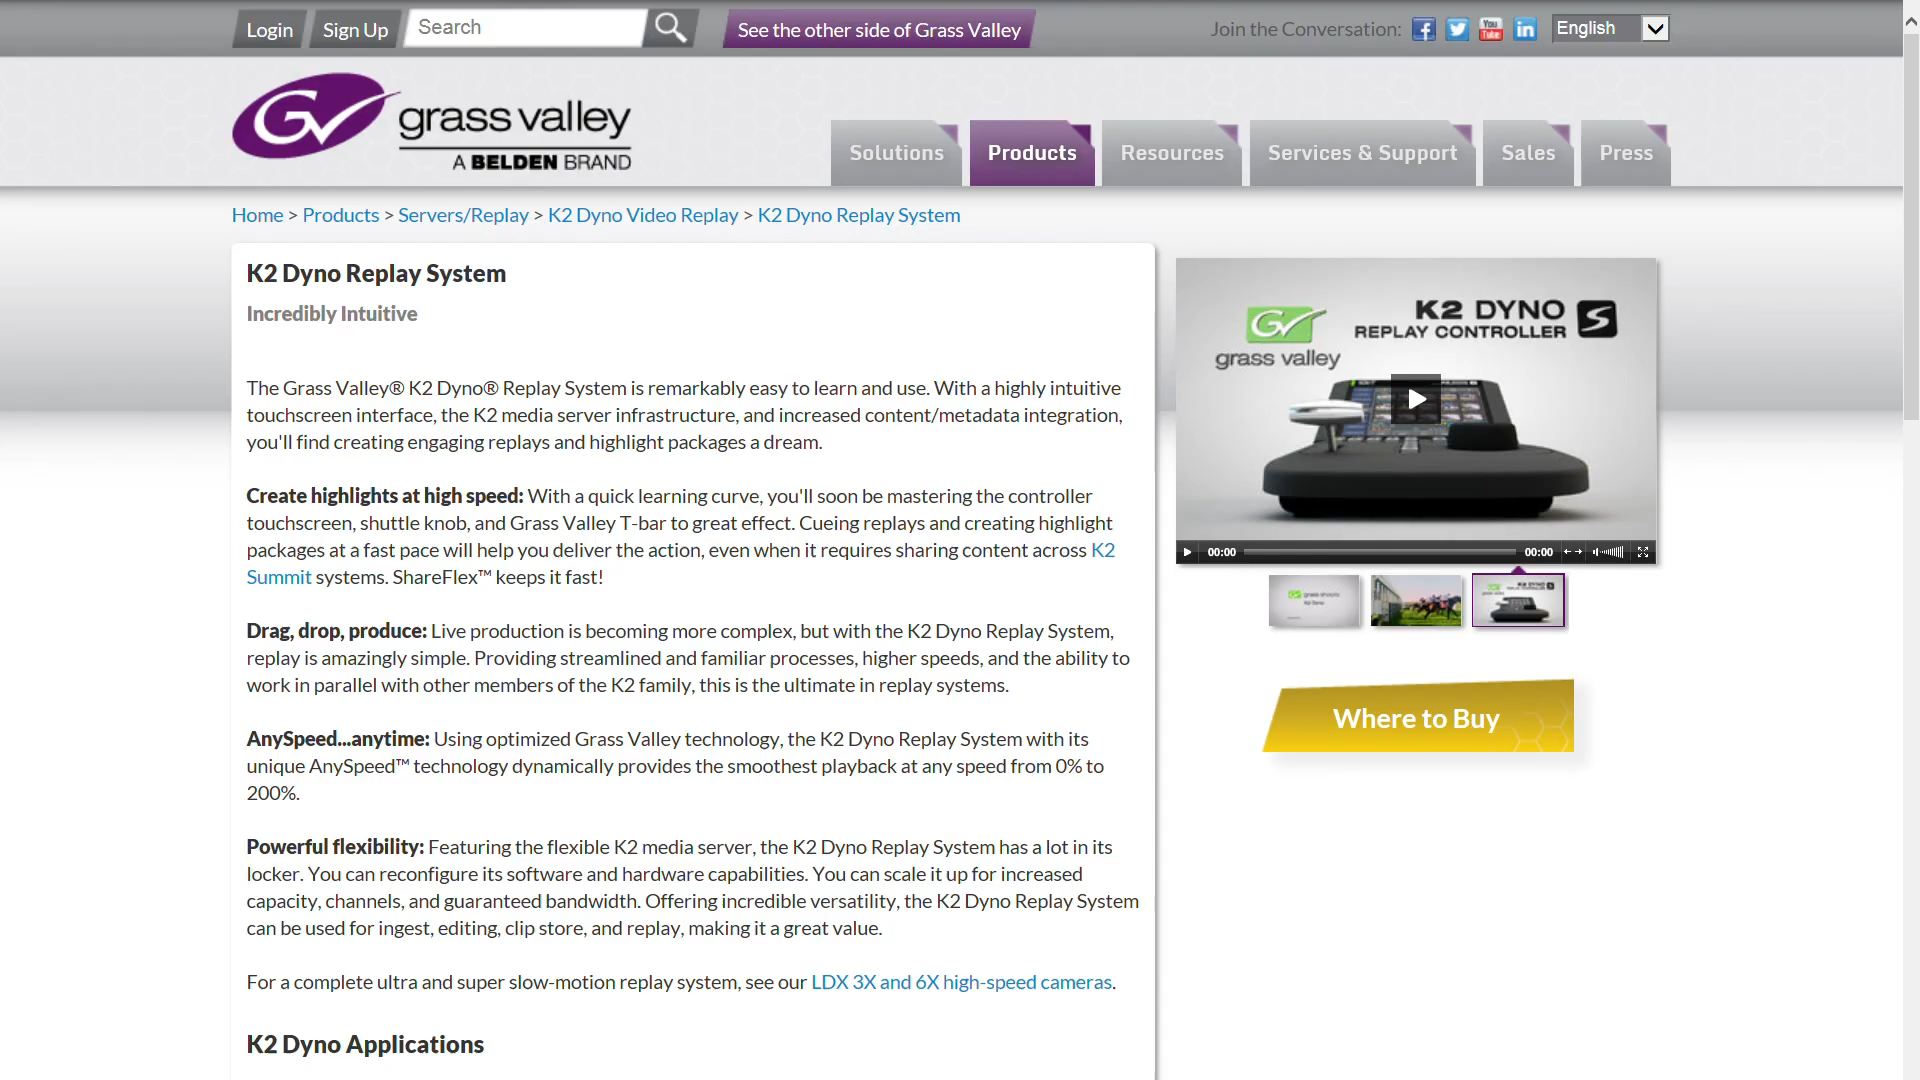 Login
Sign Up
Search
See the other side of Grass Valley
Join the Conversation:
English
GV grass valley
A BELDEN BRAND
Solutions
Products
Resources
Services & Support
Sales
Press
Home > Products > Servers/Replay > K2 Dyno Video Replay > K2 Dyno Replay System
K2 Dyno Replay System
Incredibly Intuitive
The Grass Valley® K2 Dyno® Replay System is remarkably easy to learn and use. With a highly intuitive
touchscreen interface, the K2 media server infrastructure, and increased content/metadata integration,
you'll find creating engaging replays and highlight packages a dream.
Create highlights at high speed: With a quick learning curve, you'll soon be mastering the controller
touchscreen, shuttle knob, and Grass Valley T-bar to great effect. Cueing replays and creating highlight
packages at a fast pace will help you deliver the action, even when it requires sharing content across K2
Summit systems. ShareFlex™ keeps it fast!
Drag, drop, produce: Live production is becoming more complex, but with the K2 Dyno Replay System,
replay is amazingly simple. Providing streamlined and familiar processes, higher speeds, and the ability to
work in parallel with other members of the K2 family, this is the ultimate in replay systems.
AnySpeed...anytime: Using optimized Grass Valley technology, the K2 Dyno Replay System with its
unique AnySpeed™ technology dynamically provides the smoothest playback at any speed from 0% to
200%.
Powerful flexibility: Featuring the flexible K2 media server, the K2 Dyno Replay System has a lot in its
locker. You can reconfigure its software and hardware capabilities. You can scale it up for increased
capacity, channels, and guaranteed bandwidth. Offering incredible versatility, the K2 Dyno Replay System
can be used for ingest, editing, clip store, and replay, making it a great value.
For a complete ultra and super slow-motion replay system, see our LDX 3X and 6X high-speed cameras.
K2 Dyno Applications
GV
grass valley
K2 DYNO S
REPLAY CONTROLLER
00:00
00:00
Where to Buy